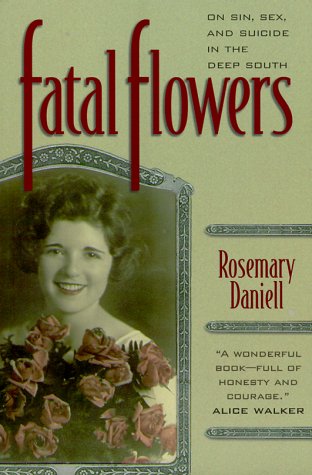 ON SIN, SEX,
AND SUICIDE
IN THE
DEEP SOUTH
fatal flowers
Rosemary
Daniell
"A WONDERFUL
BOOK—FULL OF
HONESTY AND
COURAGE."
ALICE WALKER